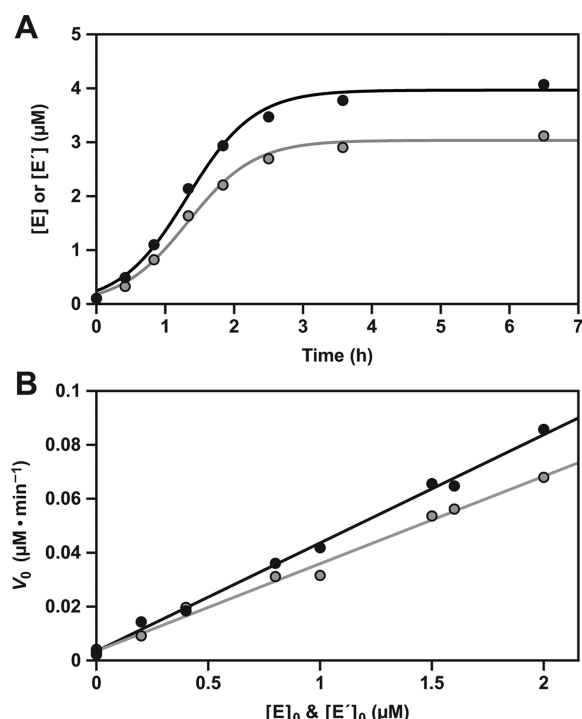 A
5
4
3
2
1
0
[E] or [E´] (µM)
0 1 2 3 4 5 6 7
Time (h)
B
0.1
0.08
0.06
0.04
0.02
0
V₀ (µM • min⁻¹)
0 0.5 1 1.5 2
[E]₀ & [E´]₀ (µM)